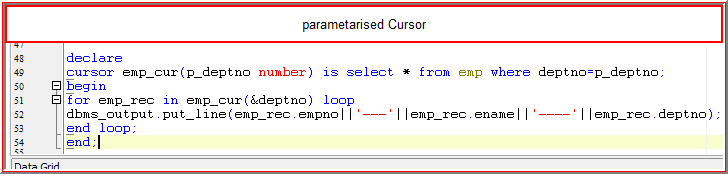 parametarised Cursor
47
48 declare
49 cursor emp_cur(p_deptno number) is select * from emp where deptno=p_deptno;
50 begin
51 for emp_rec in emp_cur(&deptno) loop
52 dbms_output.put_line(emp_rec.empno||'---'||emp_rec.ename||'----'||emp_rec.deptno);
53 end loop;
54 end;
55
Data Grid